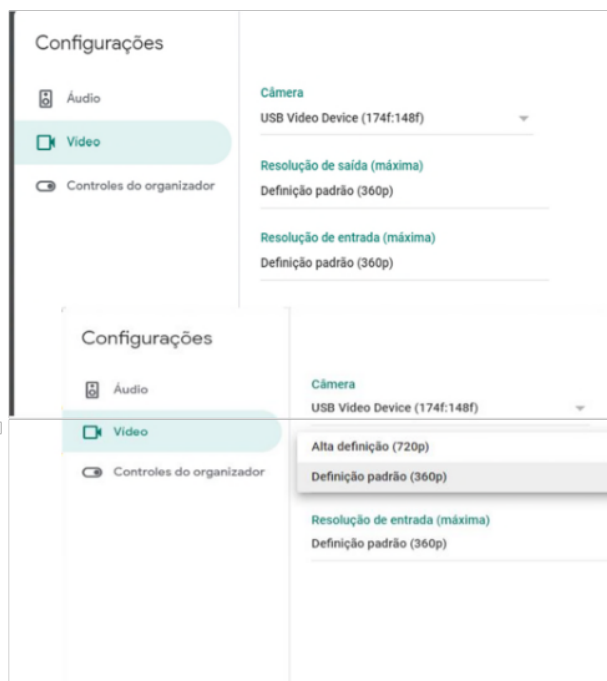 Configurações
Áudio
Vídeo
Controles do organizador
Câmera
USB Video Device (174f:148f)
Resolução de saída (máxima)
Definição padrão (360p)
Resolução de entrada (máxima)
Definição padrão (360p)
Configurações
Áudio
Vídeo
Controles do organizador
Câmera
USB Video Device (174f:148f)
Alta definição (720p)
Definição padrão (360p)
Resolução de entrada (máxima)
Definição padrão (360p)